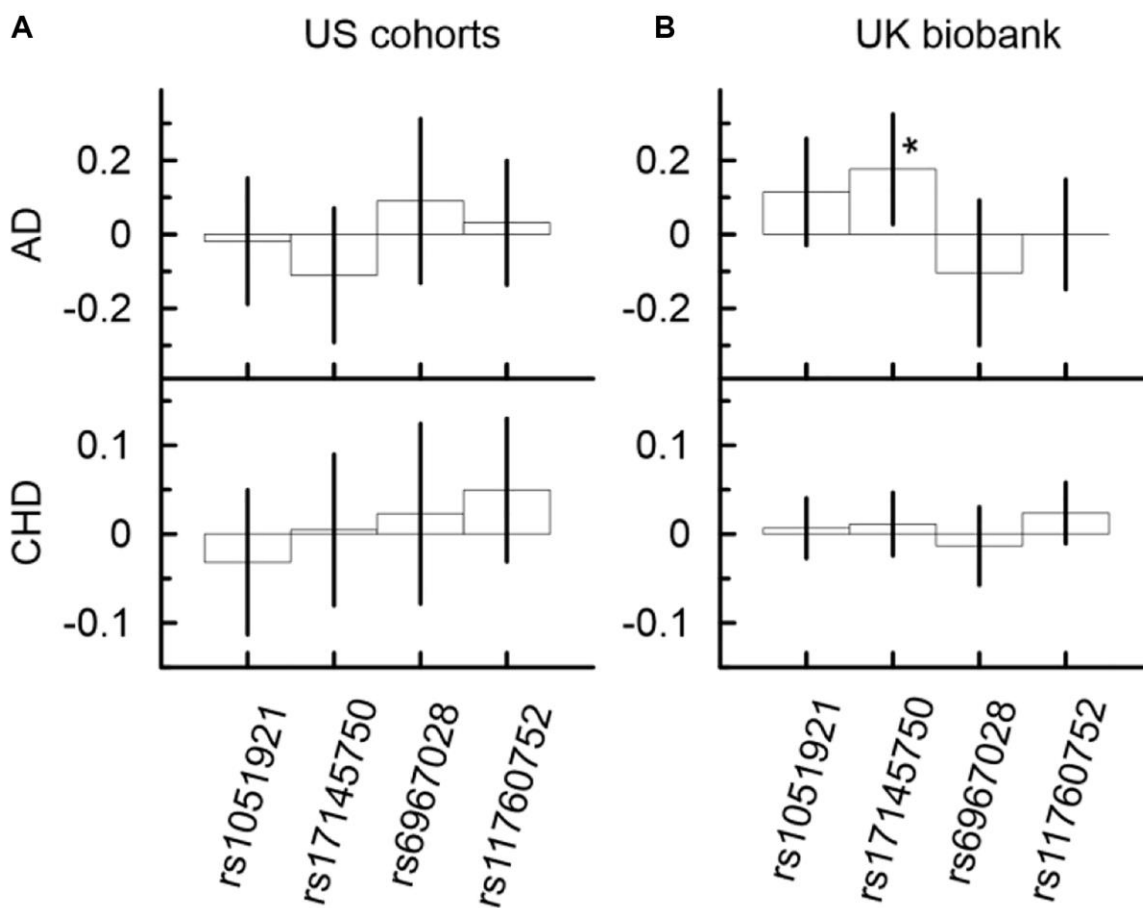 A US cohorts B UK biobank
AD
0.2
0
-0.2
0.2
0
-0.2
CHD
0.1
0
-0.1
0.1
0
-0.1
*
rs1051921
rs17145750
rs6967028
rs11760752
rs1051921
rs17145750
rs6967028
rs11760752